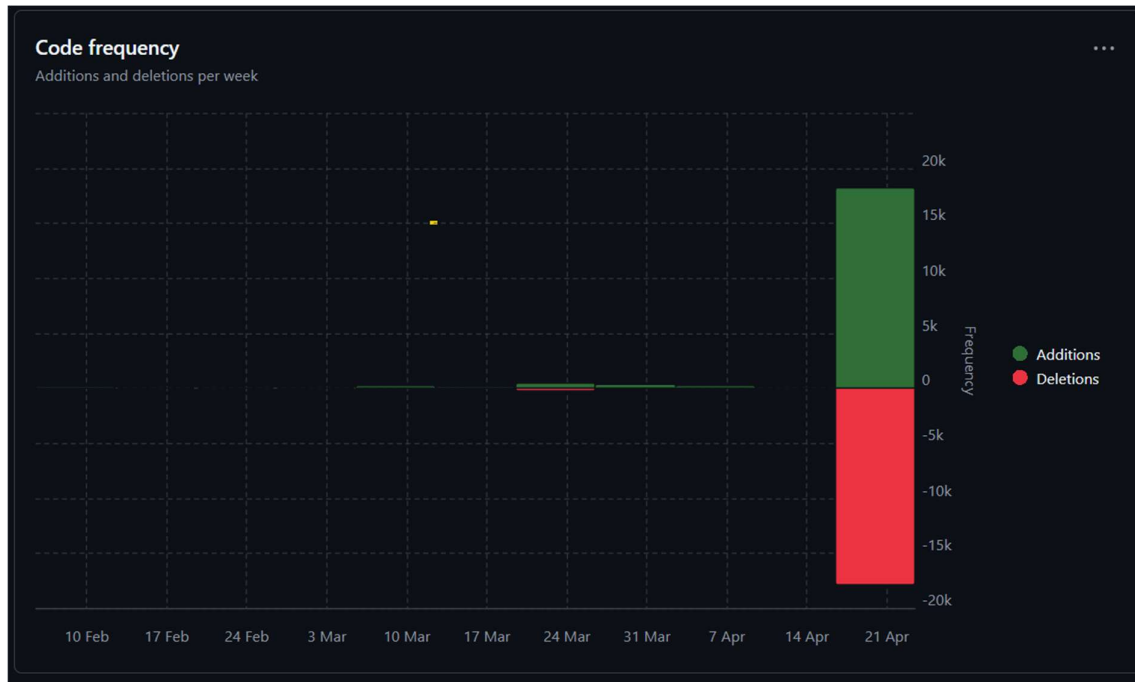 Code frequency
Additions and deletions per week
20k
15k
10k
5k
0
-5k
-10k
-15k
-20k
Frequency
Additions
Deletions
10 Feb 17 Feb 24 Feb 3 Mar 10 Mar 17 Mar 24 Mar 31 Mar 7 Apr 14 Apr 21 Apr